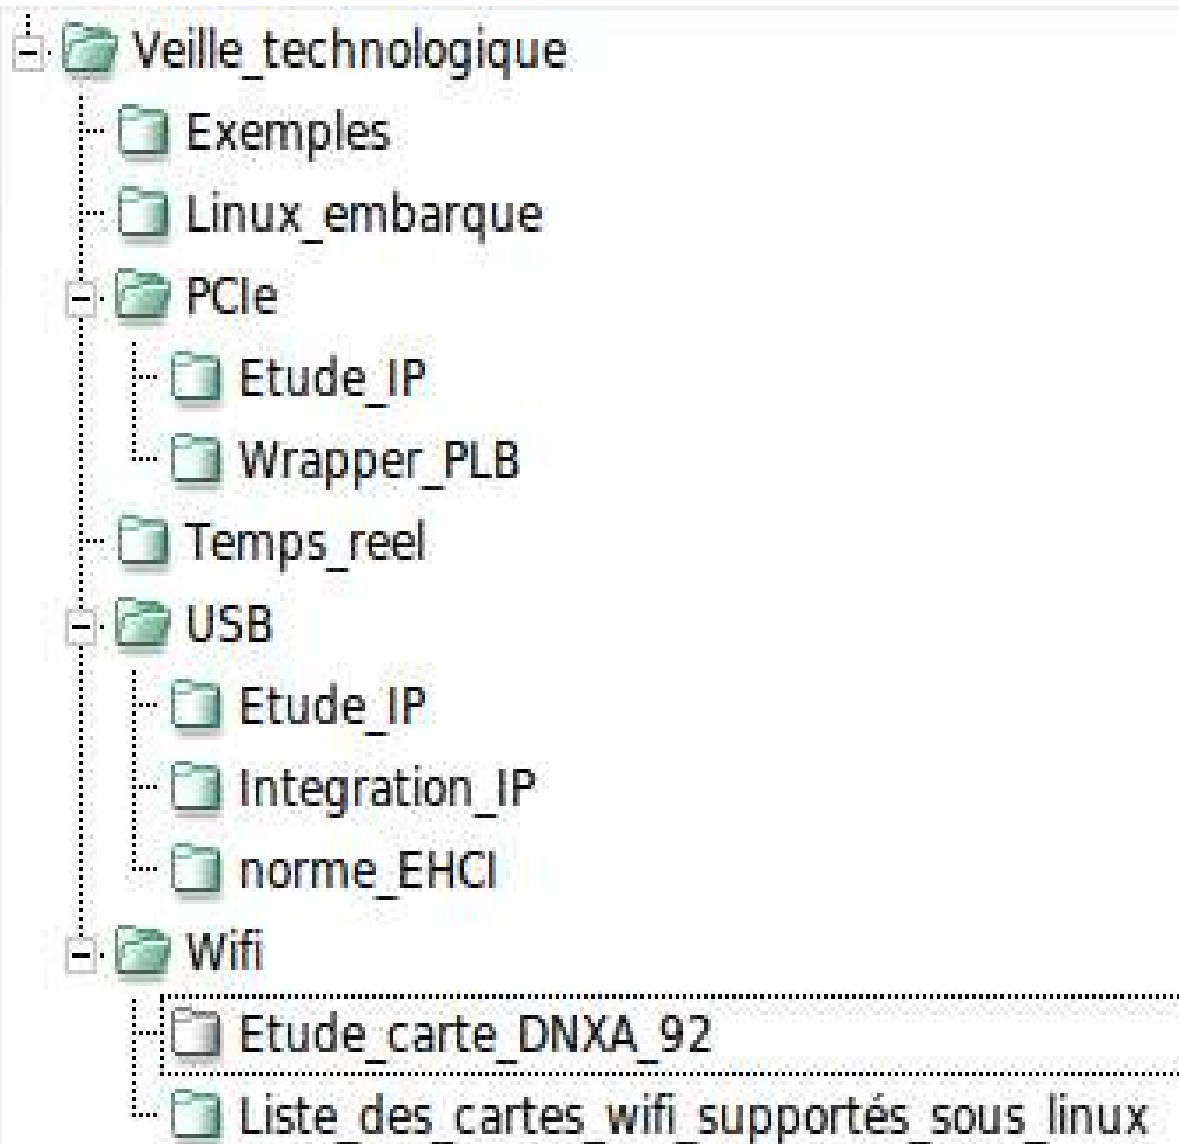 Veille_technologique
Exemples
Linux_embarque
PCIe
Etude_IP
Wrapper_PLB
Temps_reel
USB
Etude_IP
Integration_IP
norme_EHCI
Wifi
Etude_carte_DNXA_92
Liste_des_cartes_wifi_supportés_sous_linux